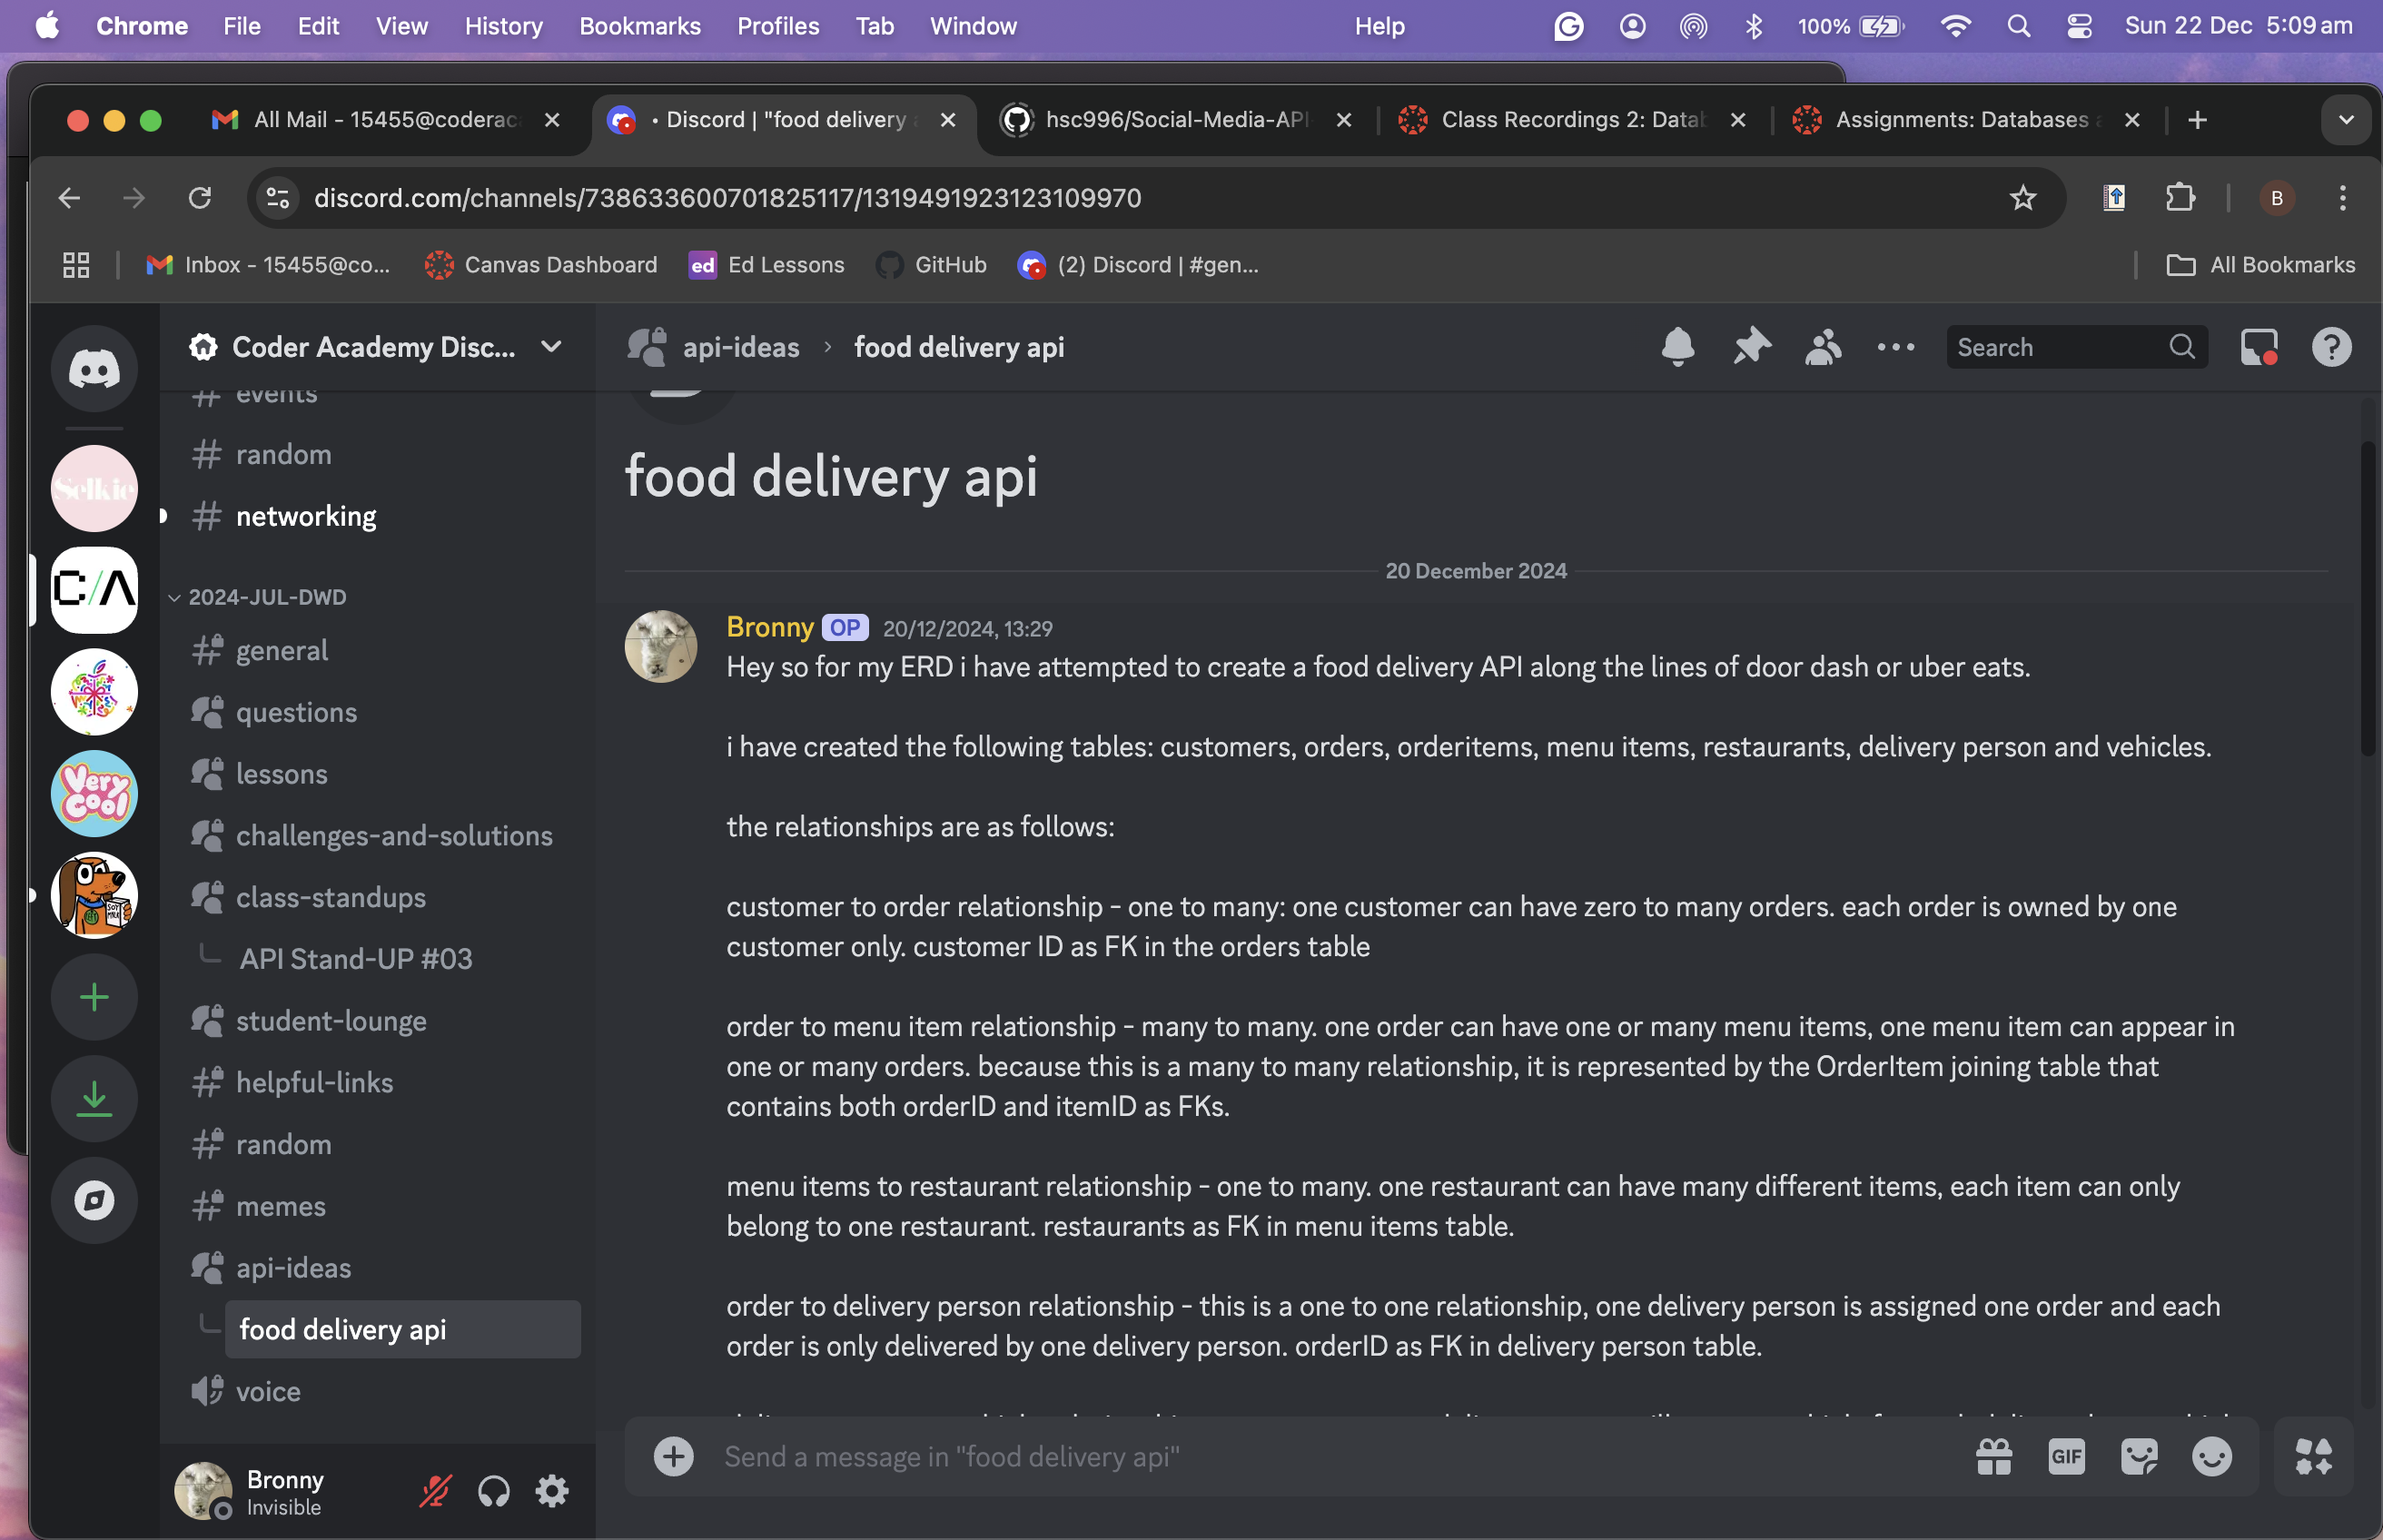 Chrome File Edit View History Bookmarks Profiles Tab Window Help 100% Sun 22 Dec 5:09 am
All Mail - 15455@coderac
• Discord | "food delivery
hsc996/Social-Media-API
Class Recordings 2: Datab
Assignments: Databases
discord.com/channels/738633600701825117/1319491923123109970
B
Inbox - 15455@co...
Canvas Dashboard
ed Ed Lessons
GitHub
(2) Discord | #gen...
All Bookmarks
Coder Academy Disc...
api-ideas › food delivery api
Search
Selkie
C/A
Very Cool
events
random
networking
2024-JUL-DWD
general
questions
lessons
challenges-and-solutions
class-standups
API Stand-UP #03
student-lounge
helpful-links
random
memes
api-ideas
food delivery api
voice
Bronny
Invisible
food delivery api
20 December 2024
Bronny OP 20/12/2024, 13:29
Hey so for my ERD i have attempted to create a food delivery API along the lines of door dash or uber eats.
i have created the following tables: customers, orders, orderitems, menu items, restaurants, delivery person and vehicles.
the relationships are as follows:
customer to order relationship - one to many: one customer can have zero to many orders. each order is owned by one
customer only. customer ID as FK in the orders table
order to menu item relationship - many to many. one order can have one or many menu items, one menu item can appear in
one or many orders. because this is a many to many relationship, it is represented by the OrderItem joining table that
contains both orderID and itemID as FKs.
menu items to restaurant relationship - one to many. one restaurant can have many different items, each item can only
belong to one restaurant. restaurants as FK in menu items table.
order to delivery person relationship - this is a one to one relationship, one delivery person is assigned one order and each
order is only delivered by one delivery person. orderID as FK in delivery person table.
Send a message in "food delivery api"
GIF